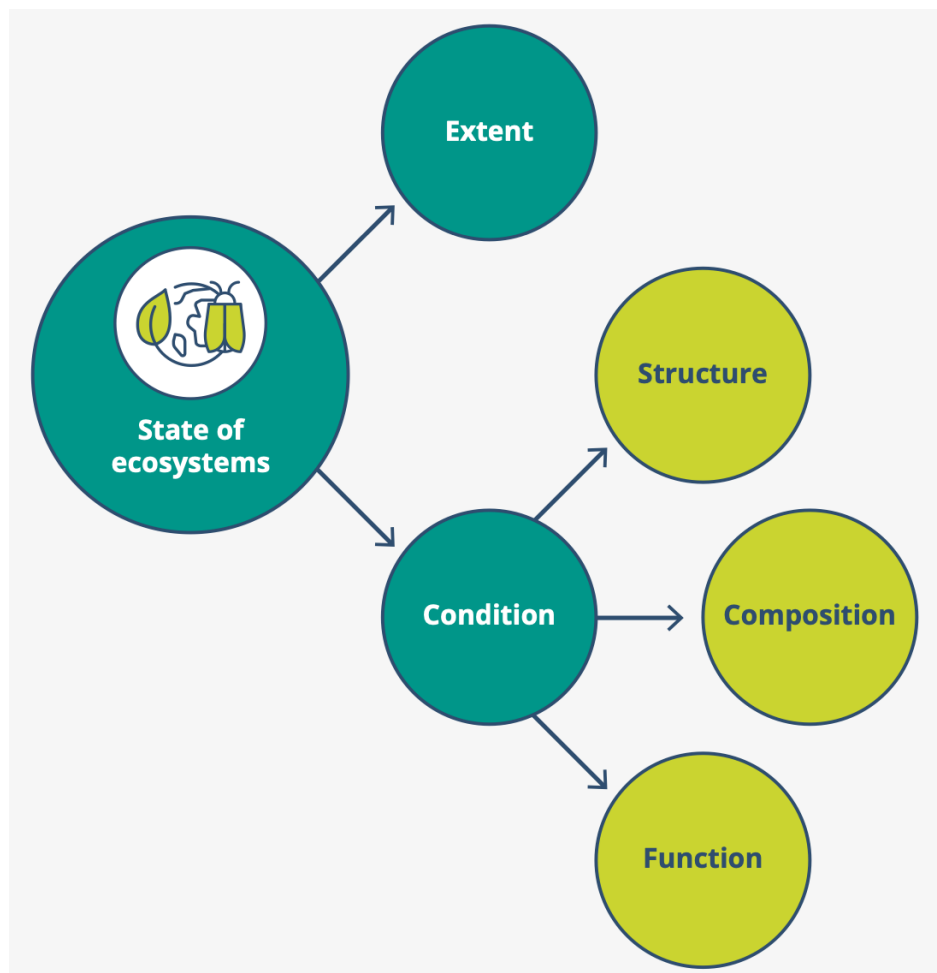 Extent
State of
ecosystems
Structure
Condition
Composition
Function